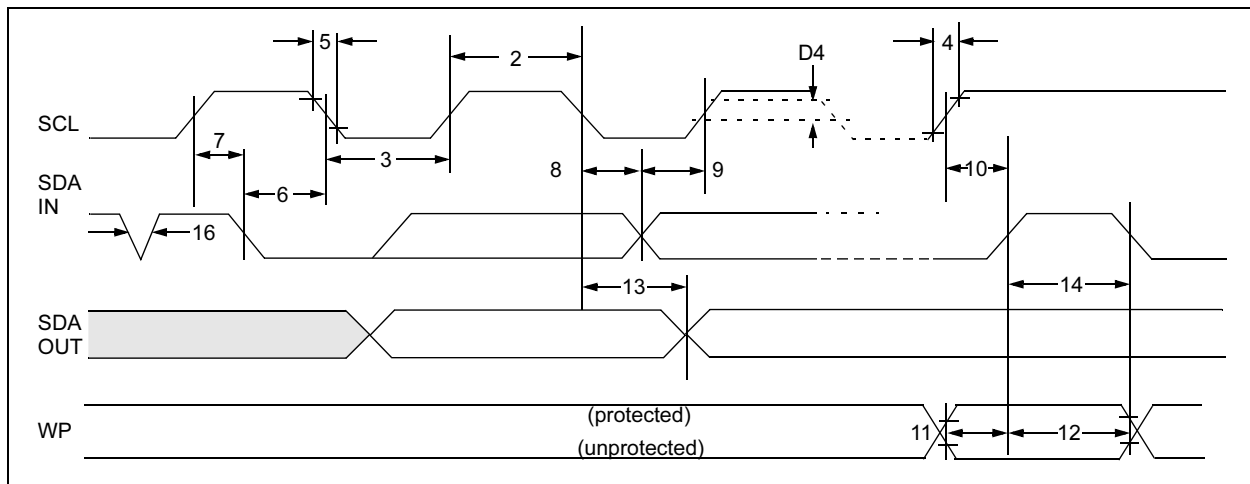 5
2
D4
4
SCL
7
3
8
9
10
SDA
IN
6
16
13
14
SDA
OUT
WP
(protected)
(unprotected)
11
12